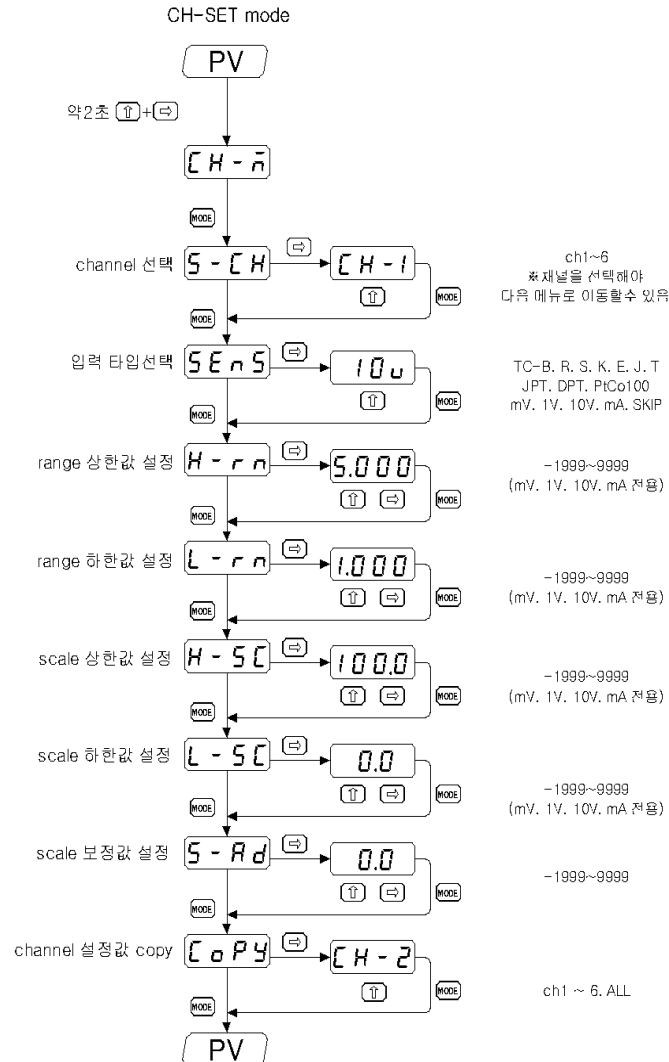 CH-SET mode
PV
약2초 ⇧+⇨
CH-n̄
MODE
channel 선택 S-CH ⇨ CH-1 ch1~6
※채널을 선택해야
다음 메뉴로 이동할수 있음
⇧ MODE
MODE
입력 타입선택 SEnS ⇨ 10u TC-B. R. S. K. E. J. T
JPT. DPT. PtCo100
mV. 1V. 10V. mA. SKIP
⇧ MODE
MODE
range 상한값 설정 H-rn ⇨ 5.000 -1999~9999
(mV. 1V. 10V. mA 전용)
⇧ ⇨ MODE
MODE
range 하한값 설정 L-rn ⇨ 1.000 -1999~9999
(mV. 1V. 10V. mA 전용)
⇧ ⇨ MODE
MODE
scale 상한값 설정 H-SC ⇨ 100.0 -1999~9999
(mV. 1V. 10V. mA 전용)
⇧ ⇨ MODE
MODE
scale 하한값 설정 L-SC ⇨ 0.0 -1999~9999
(mV. 1V. 10V. mA 전용)
⇧ ⇨ MODE
MODE
scale 보정값 설정 S-Ad ⇨ 0.0 -1999~9999
⇧ ⇨ MODE
MODE
channel 설정값 copy CoPY ⇨ CH-2 ch1 ~ 6. ALL
⇧ MODE
MODE
PV